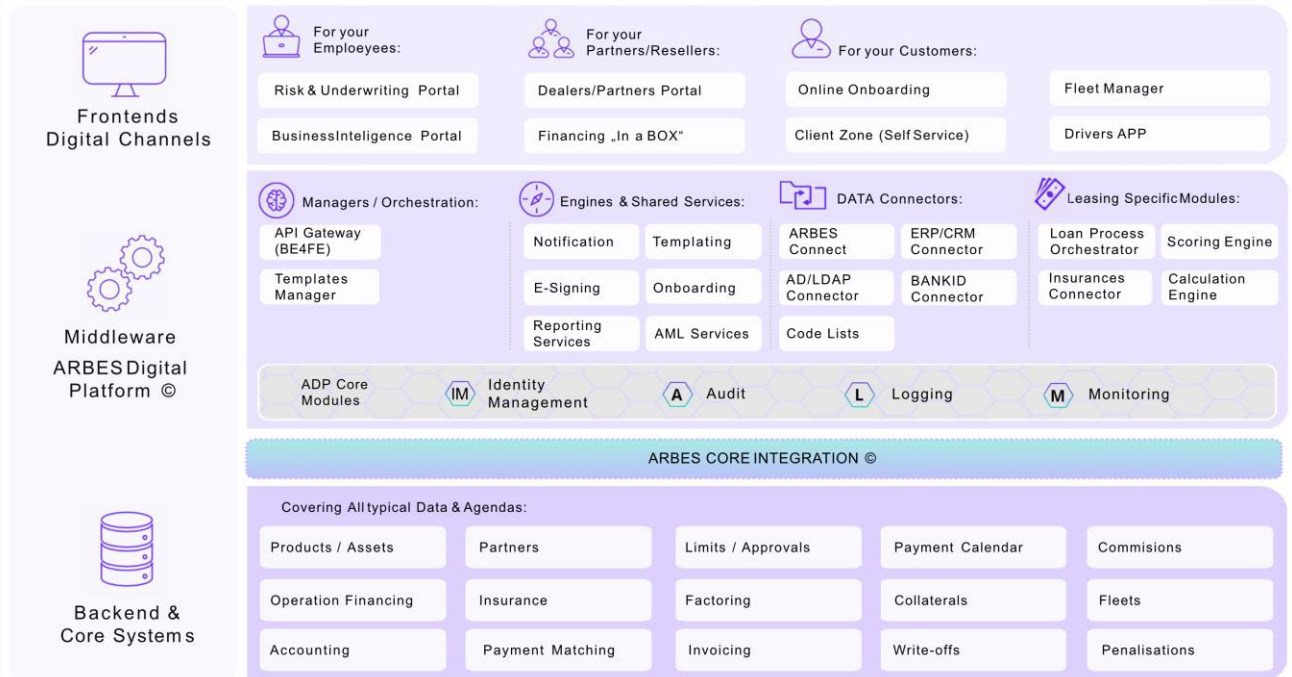 Frontends
Digital Channels
For your
Emploeyees:
Risk & Underwriting Portal
BusinessInteligence Portal
For your
Partners/Resellers:
Dealers/Partners Portal
Financing „In a BOX“
For your Customers:
Online Onboarding
Client Zone (Self Service)
Fleet Manager
Drivers APP
Middleware
ARBES Digital
Platform ©
Managers / Orchestration:
API Gateway
(BE4FE)
Templates
Manager
Engines & Shared Services:
Notification
Templating
E-Signing
Onboarding
Reporting
Services
AML Services
DATA Connectors:
ARBES
Connect
ERP/CRM
Connector
AD/LDAP
Connector
BANKID
Connector
Code Lists
Leasing SpecificModules:
Loan Process
Orchestrator
Scoring Engine
Insurances
Connector
Calculation
Engine
ADP Core
Modules
IM
Identity
Management
A
Audit
L
Logging
M
Monitoring
ARBES CORE INTEGRATION ©
Backend &
Core Systems
Covering All typical Data & Agendas:
Products / Assets
Partners
Limits / Approvals
Payment Calendar
Commisions
Operation Financing
Insurance
Factoring
Collaterals
Fleets
Accounting
Payment Matching
Invoicing
Write-offs
Penalisations